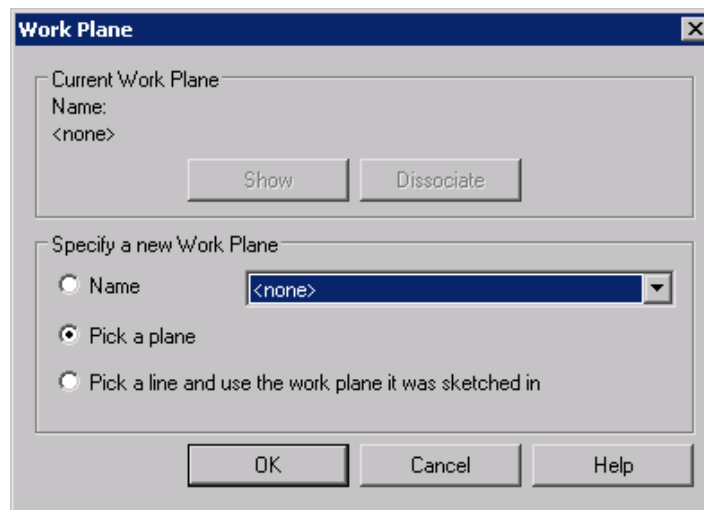 Work Plane
Current Work Plane
Name:
<none>
Show Dissociate
Specify a new Work Plane
Name <none>
Pick a plane
Pick a line and use the work plane it was sketched in
OK Cancel Help